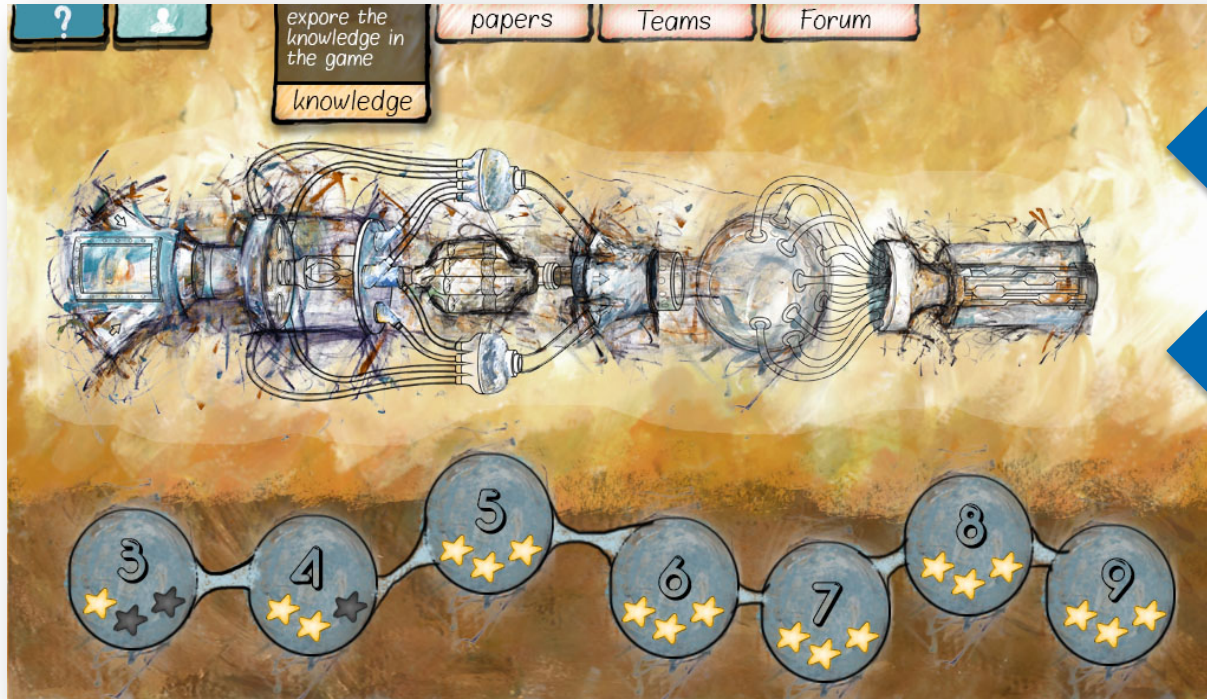 ?
expore the
knowledge in
the game
knowledge
papers
Teams
Forum
3
4
5
6
7
8
9